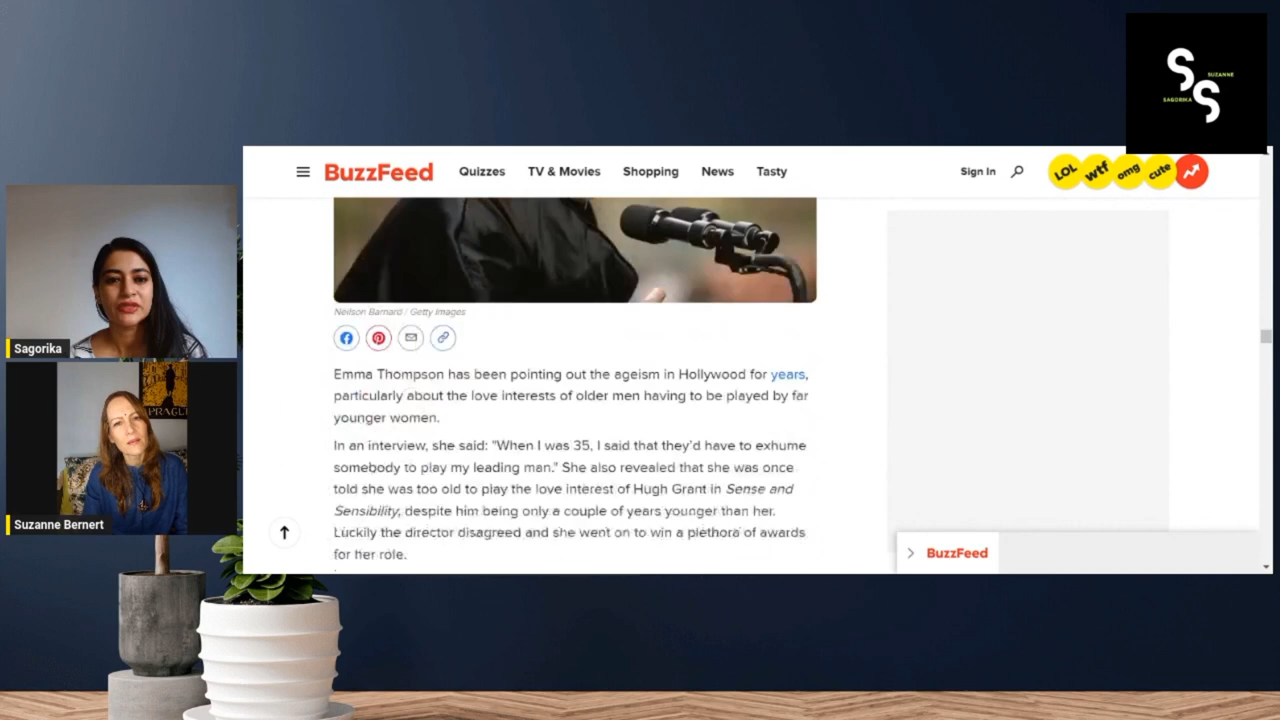 S
SUZANNE
S
SAGORIKA
BuzzFeed Quizzes TV & Movies Shopping News Tasty Sign In LOL wtf omg cute
Neilson Barnard / Getty Images
Emma Thompson has been pointing out the ageism in Hollywood for years,
particularly about the love interests of older men having to be played by far
younger women.
In an interview, she said: "When I was 35, I said that they'd have to exhume
somebody to play my leading man." She also revealed that she was once
told she was too old to play the love interest of Hugh Grant in Sense and
Sensibility, despite him being only a couple of years younger than her.
Luckily the director disagreed and she went on to win a plethora of awards
for her role.
BuzzFeed
Sagorika
PRAGUE
Suzanne Bernert